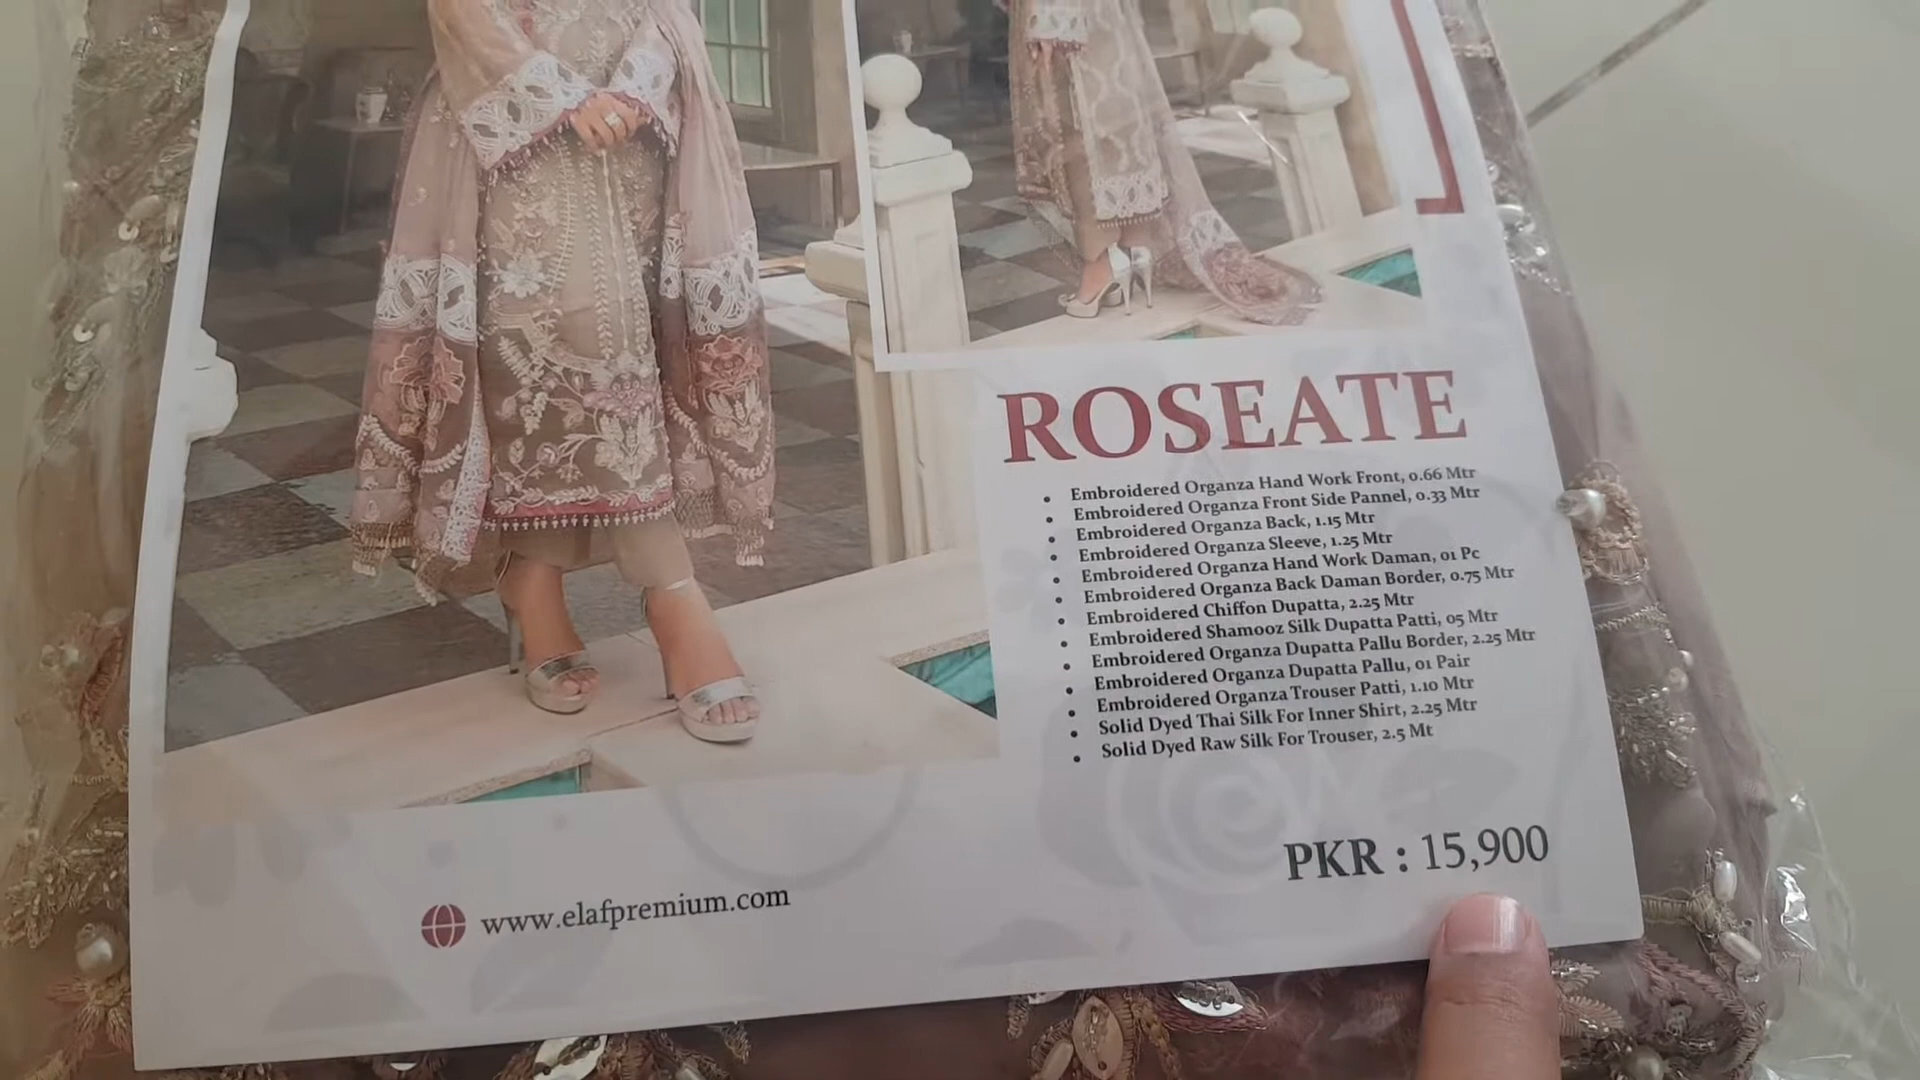 ROSEATE
• Embroidered Organza Hand Work Front, 0.66 Mtr
• Embroidered Organza Front Side Pannel, 0.33 Mtr
• Embroidered Organza Back, 1.15 Mtr
• Embroidered Organza Sleeve, 1.25 Mtr
• Embroidered Organza Hand Work Daman, 01 Pc
• Embroidered Organza Back Daman Border, 0.75 Mtr
• Embroidered Chiffon Dupatta, 2.25 Mtr
• Embroidered Shamooz Silk Dupatta Patti, 05 Mtr
• Embroidered Organza Dupatta Pallu Border, 2.25 Mtr
• Embroidered Organza Dupatta Pallu, 01 Pair
• Embroidered Organza Trouser Patti, 1.10 Mtr
• Solid Dyed Thai Silk For Inner Shirt, 2.25 Mtr
• Solid Dyed Raw Silk For Trouser, 2.5 Mt
PKR : 15,900
www.elafpremium.com